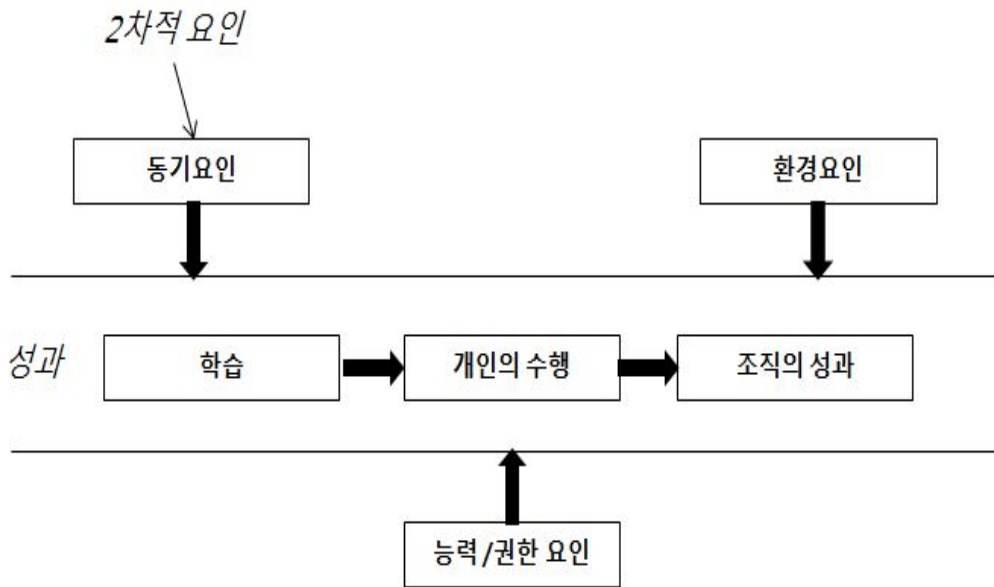 2차적 요인
동기요인
환경요인
성과
학습
개인의 수행
조직의 성과
능력/권한 요인